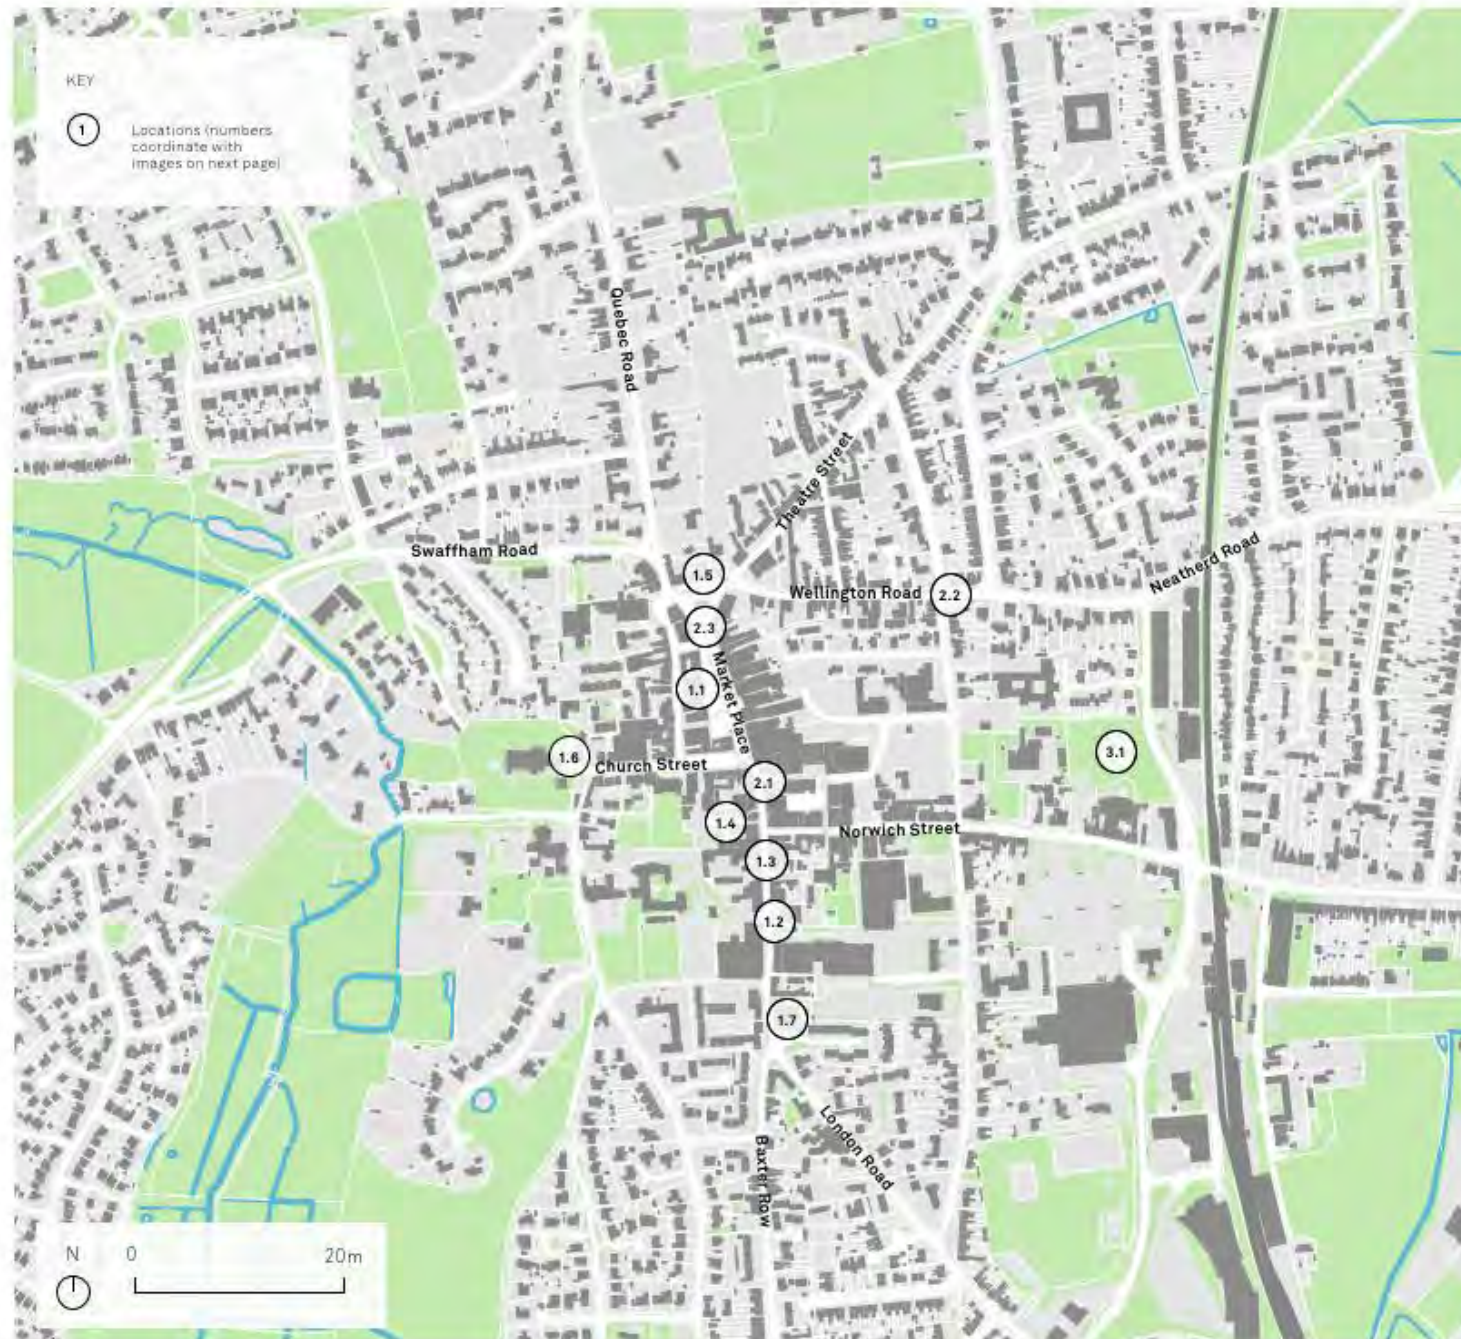 KEY
1
Locations (numbers
coordinate with
images on next page)
Quebec Road
Theatre Street
Swaffham Road
1.5
Wellington Road
2.2
Neatherd Road
2.3
Market Place
1.1
1.6
Church Street
3.1
2.1
1.4
Norwich Street
1.3
1.2
1.7
London Road
Baxter Row
N
0
20m